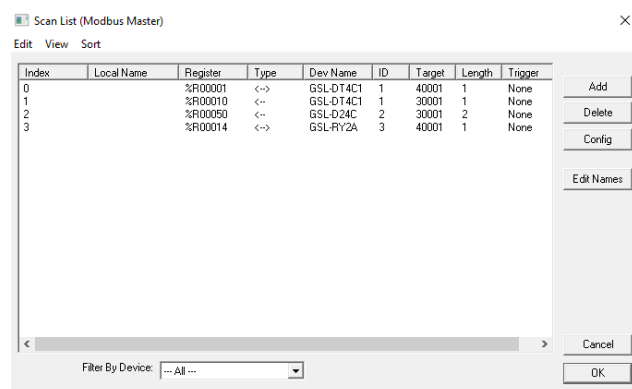 Scan List (Modbus Master)
Edit View Sort
Index Local Name Register Type Dev Name ID Target Length Trigger
0 %R00001 <--> GSL-DT4C1 1 40001 1 None
1 %R00010 <-- GSL-DT4C1 1 30001 1 None
2 %R00050 <-- GSL-D24C 2 30001 2 None
3 %R00014 <--> GSL-RY2A 3 40001 1 None
Add
Delete
Config
Edit Names
Cancel
Filter By Device: --- All ---
OK